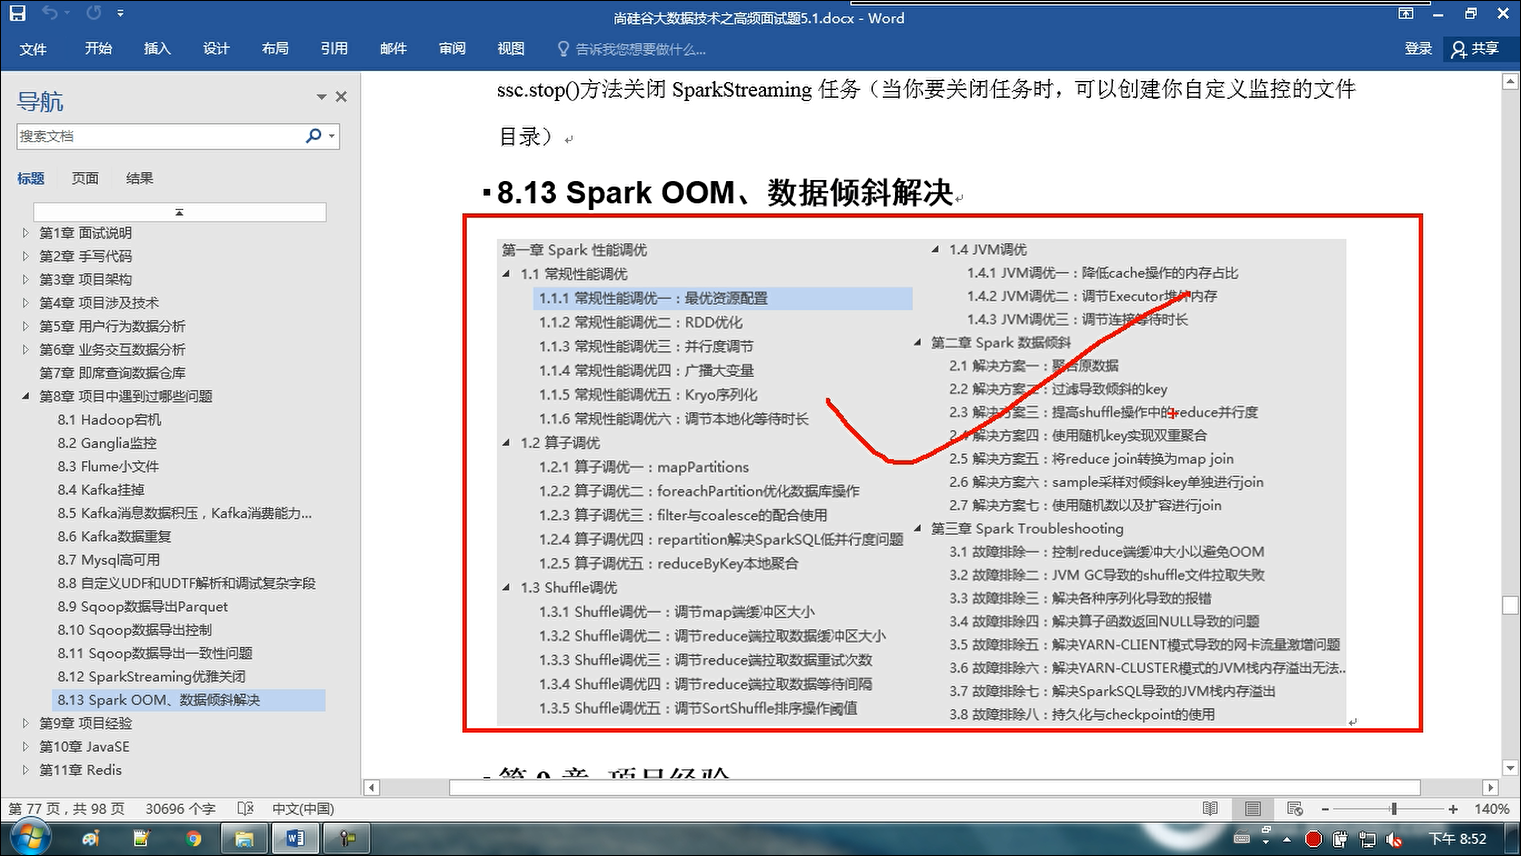 尚硅谷大数据技术之高频面试题5.1.docx - Word
文件 开始 插入 设计 布局 引用 邮件 审阅 视图 告诉我您想要做什么... 登录 共享
导航
搜索文档
标题 页面 结果
第1章 面试说明
第2章 手写代码
第3章 项目架构
第4章 项目涉及技术
第5章 用户行为数据分析
第6章 业务交互数据分析
第7章 即席查询数据仓库
第8章 项目中遇到过哪些问题
8.1 Hadoop宕机
8.2 Ganglia监控
8.3 Flume小文件
8.4 Kafka挂掉
8.5 Kafka消息数据积压，Kafka消费能力...
8.6 Kafka数据重复
8.7 Mysql高可用
8.8 自定义UDF和UDTF解析和调试复杂字段
8.9 Sqoop数据导出Parquet
8.10 Sqoop数据导出控制
8.11 Sqoop数据导出一致性问题
8.12 SparkStreaming优雅关闭
8.13 Spark OOM、数据倾斜解决
第9章 项目经验
第10章 JavaSE
第11章 Redis
ssc.stop()方法关闭 SparkStreaming 任务（当你要关闭任务时，可以创建你自定义监控的文件
目录）
8.13 Spark OOM、数据倾斜解决
第一章 Spark 性能调优
1.1 常规性能调优
1.1.1 常规性能调优一：最优资源配置
1.1.2 常规性能调优二：RDD优化
1.1.3 常规性能调优三：并行度调节
1.1.4 常规性能调优四：广播大变量
1.1.5 常规性能调优五：Kryo序列化
1.1.6 常规性能调优六：调节本地化等待时长
1.2 算子调优
1.2.1 算子调优一：mapPartitions
1.2.2 算子调优二：foreachPartition优化数据库操作
1.2.3 算子调优三：filter与coalesce的配合使用
1.2.4 算子调优四：repartition解决SparkSQL低并行度问题
1.2.5 算子调优五：reduceByKey本地聚合
1.3 Shuffle调优
1.3.1 Shuffle调优一：调节map端缓冲区大小
1.3.2 Shuffle调优二：调节reduce端拉取数据缓冲区大小
1.3.3 Shuffle调优三：调节reduce端拉取数据重试次数
1.3.4 Shuffle调优四：调节reduce端拉取数据等待间隔
1.3.5 Shuffle调优五：调节SortShuffle排序操作阈值
1.4 JVM调优
1.4.1 JVM调优一：降低cache操作的内存占比
1.4.2 JVM调优二：调节Executor堆外内存
1.4.3 JVM调优三：调节连接等待时长
第二章 Spark 数据倾斜
2.1 解决方案一：聚合原数据
2.2 解决方案二：过滤导致倾斜的key
2.3 解决方案三：提高shuffle操作中的reduce并行度
2.4 解决方案四：使用随机key实现双重聚合
2.5 解决方案五：将reduce join转换为map join
2.6 解决方案六：sample采样对倾斜key单独进行join
2.7 解决方案七：使用随机数以及扩容进行join
第三章 Spark Troubleshooting
3.1 故障排除一：控制reduce端缓冲大小以避免OOM
3.2 故障排除二：JVM GC导致的shuffle文件拉取失败
3.3 故障排除三：解决各种序列化导致的报错
3.4 故障排除四：解决算子函数返回NULL导致的问题
3.5 故障排除五：解决YARN-CLIENT模式导致的网卡流量激增问题
3.6 故障排除六：解决YARN-CLUSTER模式的JVM栈内存溢出无法..
3.7 故障排除七：解决SparkSQL导致的JVM栈内存溢出
3.8 故障排除八：持久化与checkpoint的使用
第 9 章 项目经验
第 77 页，共 98 页 30696 个字 中文(中国) 140%
下午 8:52